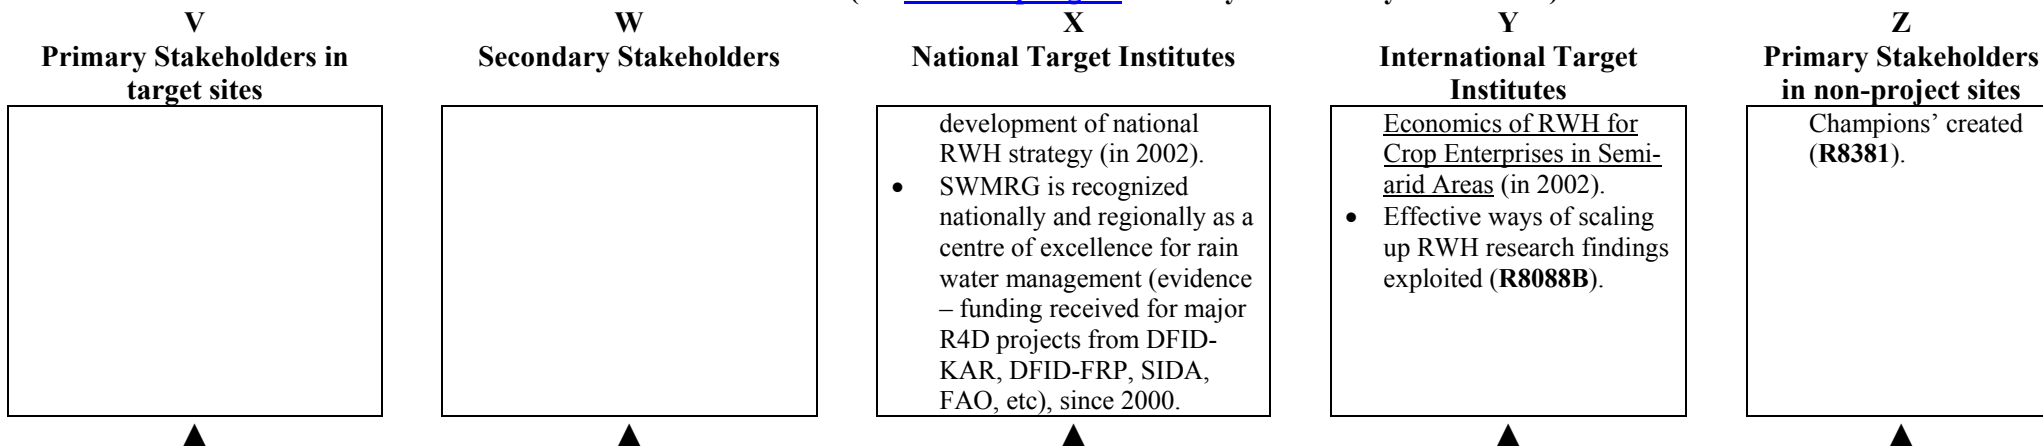 V
Primary Stakeholders in
target sites
W
Secondary Stakeholders
X
National Target Institutes
development of national
RWH strategy (in 2002).
• SWMRG is recognized
nationally and regionally as a
centre of excellence for rain
water management (evidence
– funding received for major
R4D projects from DFID-
KAR, DFID-FRP, SIDA,
FAO, etc), since 2000.
Y
International Target
Institutes
Economics of RWH for
Crop Enterprises in Semi-
arid Areas (in 2002).
• Effective ways of scaling
up RWH research findings
exploited (R8088B).
Z
Primary Stakeholders
in non-project sites
Champions’ created
(R8381).